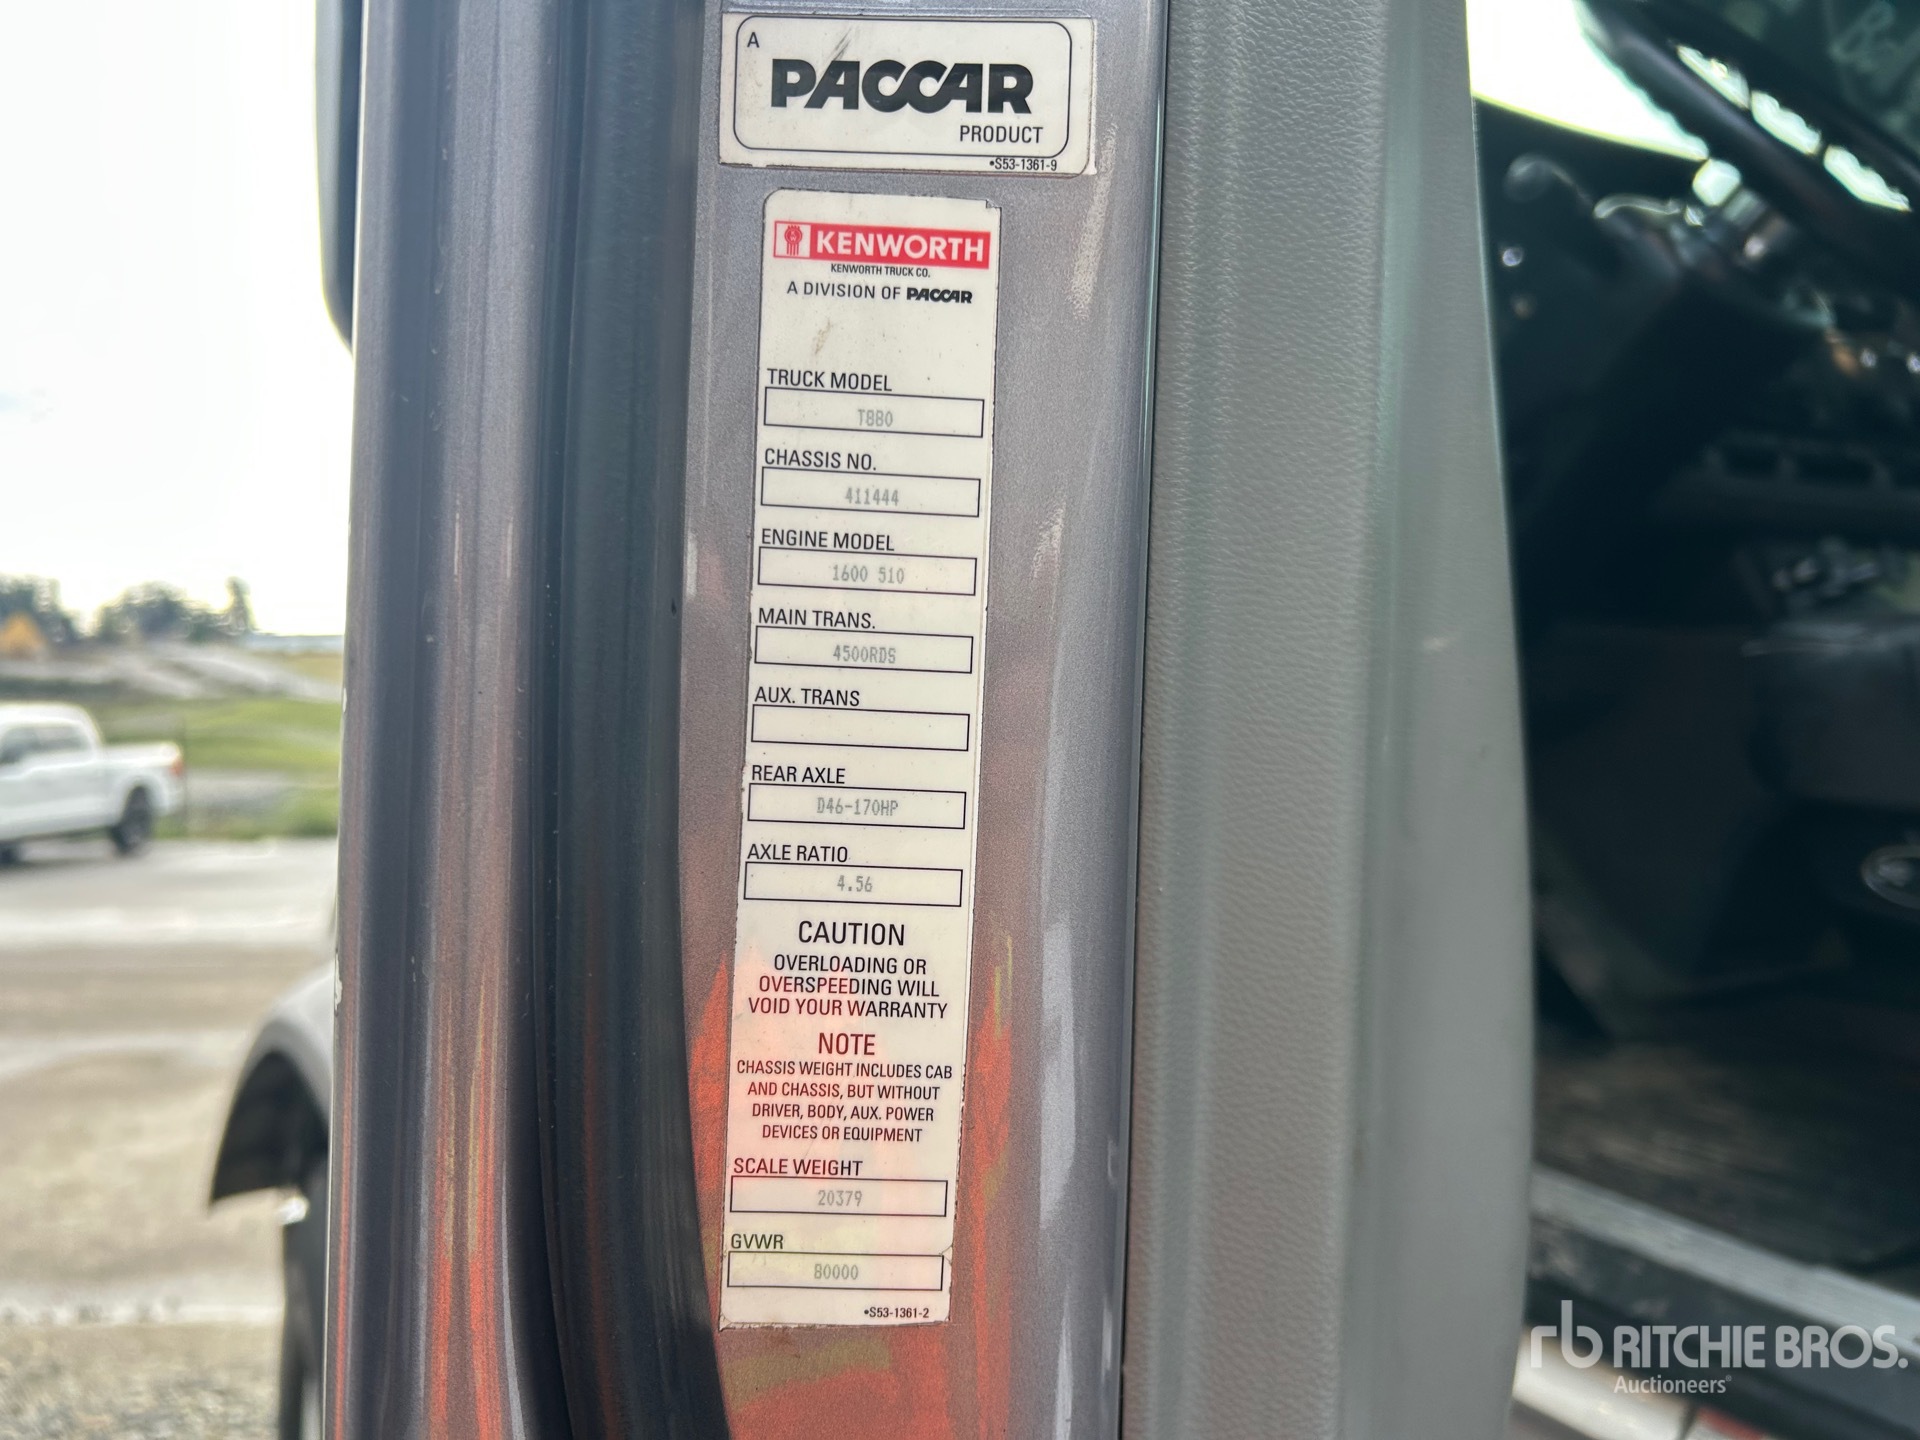 A
PACCAR
PRODUCT
•S53-1361-9
KENWORTH
KENWORTH TRUCK CO.
A DIVISION OF PACCAR
TRUCK MODEL
T880
CHASSIS NO.
411444
ENGINE MODEL
1600 510
MAIN TRANS.
4500RDS
AUX. TRANS
REAR AXLE
D46-170HP
AXLE RATIO
4.56
CAUTION
OVERLOADING OR
OVERSPEEDING WILL
VOID YOUR WARRANTY
NOTE
CHASSIS WEIGHT INCLUDES CAB
AND CHASSIS, BUT WITHOUT
DRIVER, BODY, AUX. POWER
DEVICES OR EQUIPMENT
SCALE WEIGHT
20379
GVWR
80000
•S53-1361-2
rb RITCHIE BROS.
Auctioneers®